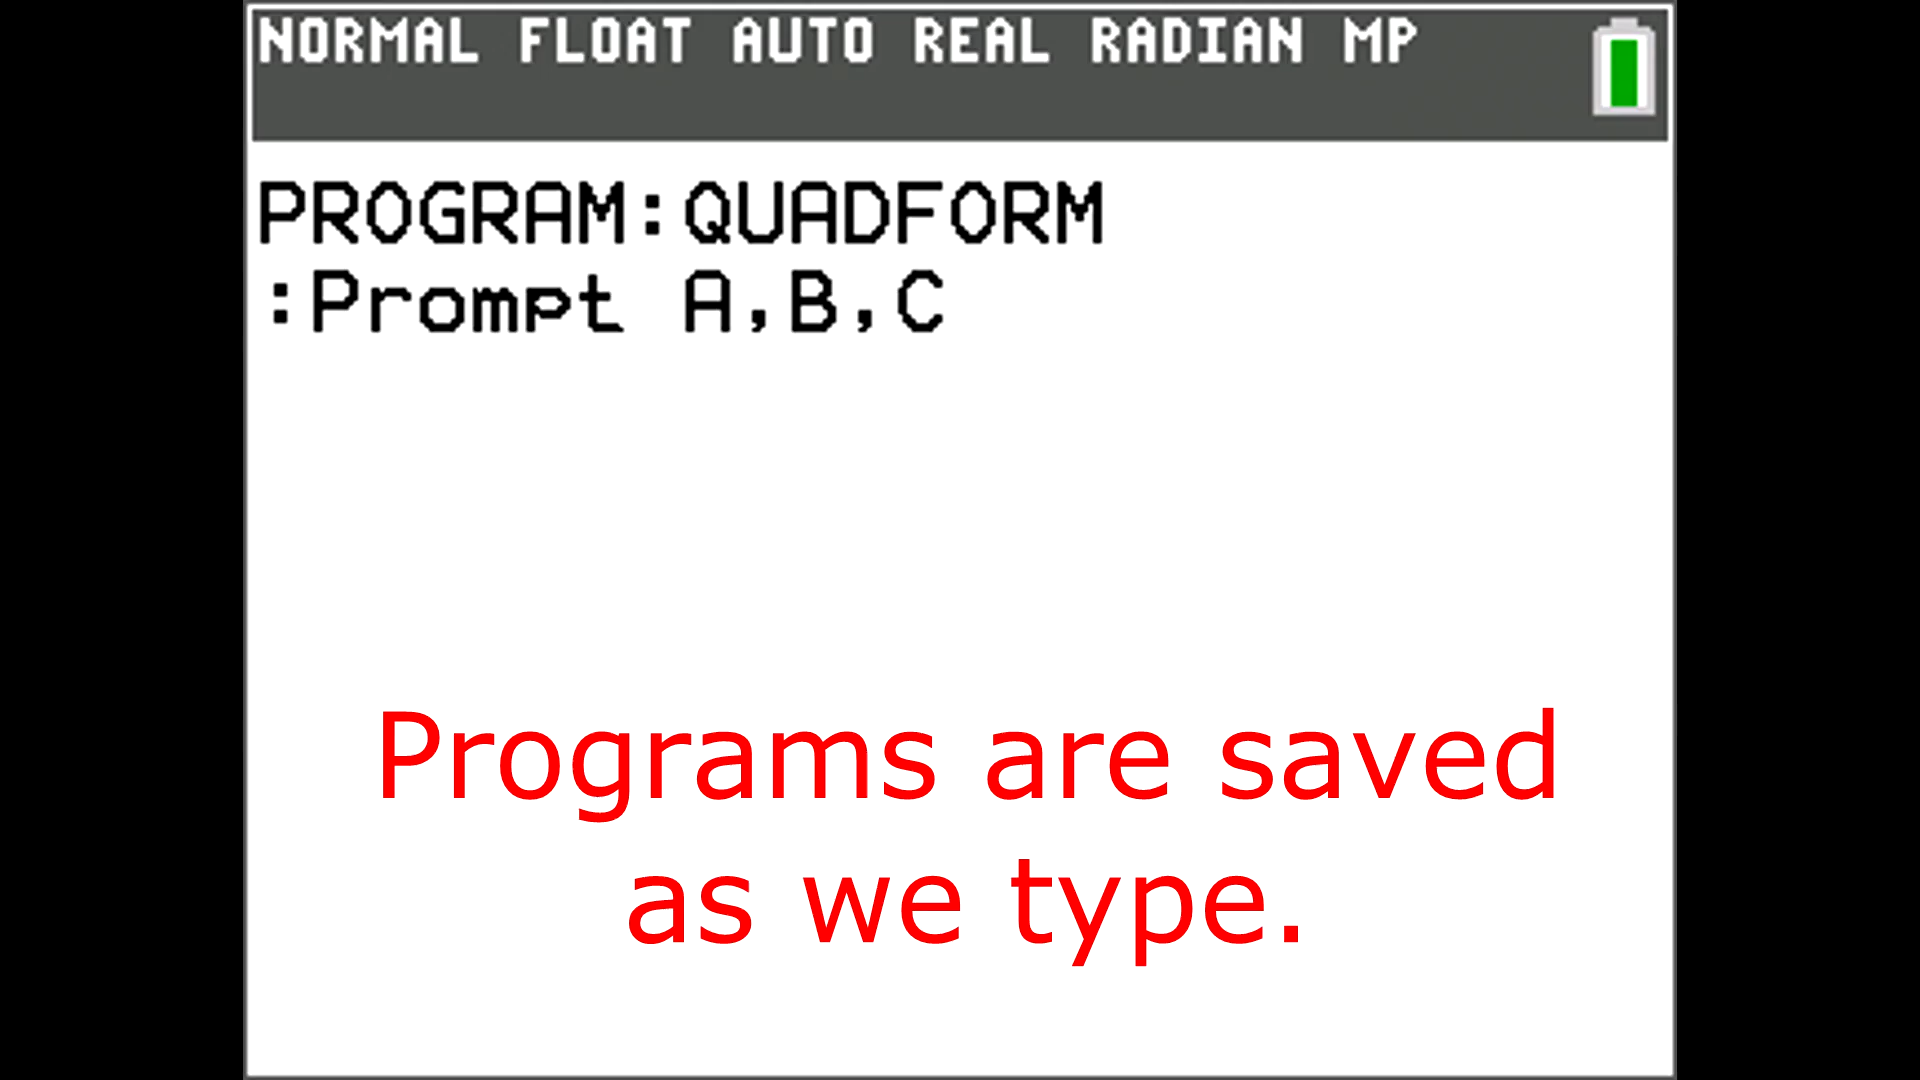 NORMAL FLOAT AUTO REAL RADIAN MP
PROGRAM:QUADFORM
:Prompt A,B,C
Programs are saved
as we type.